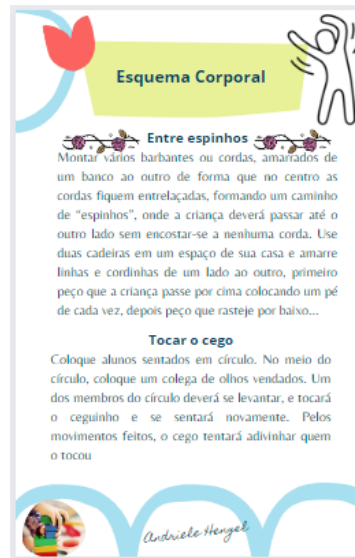 Esquema Corporal
Entre espinhos
Montar vários barbantes ou cordas, amarrados de
um banco ao outro de forma que no centro as
cordas fiquem entrelaçadas, formando um caminho
de “espinhos”, onde a criança deverá passar até o
outro lado sem encostar-se a nenhuma corda. Use
duas cadeiras em um espaço de sua casa e amarre
linhas e cordinhas de um lado ao outro, primeiro
peço que a criança passe por cima colocando um pé
de cada vez, depois peço que rasteje por baixo...
Tocar o cego
Coloque alunos sentados em círculo. No meio do
círculo, coloque um colega de olhos vendados. Um
dos membros do círculo deverá se levantar, e tocará
o ceguinho e se sentará novamente. Pelos
movimentos feitos, o cego tentará adivinhar quem
o tocou
Andriele Hengel